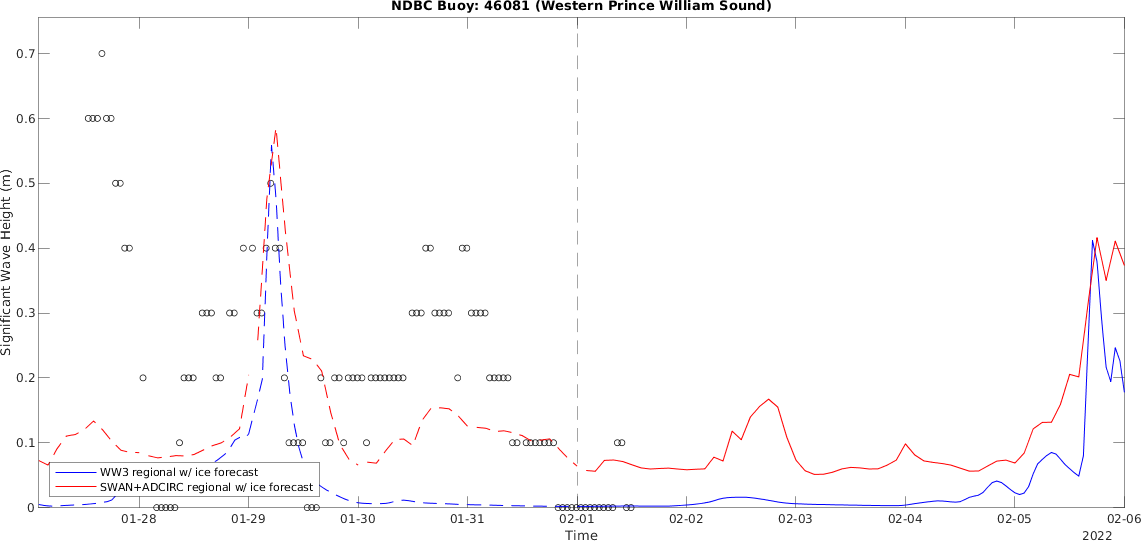 NDBC Buoy: 46081 (Western Prince William Sound)
Significant Wave Height (m)
0.7
0.6
0.5
0.4
0.3
0.2
0.1
0
WW3 regional w/ ice forecast
SWAN+ADCIRC regional w/ ice forecast
01-28 01-29 01-30 01-31 02-01 02-02 02-03 02-04 02-05 02-06
Time
2022